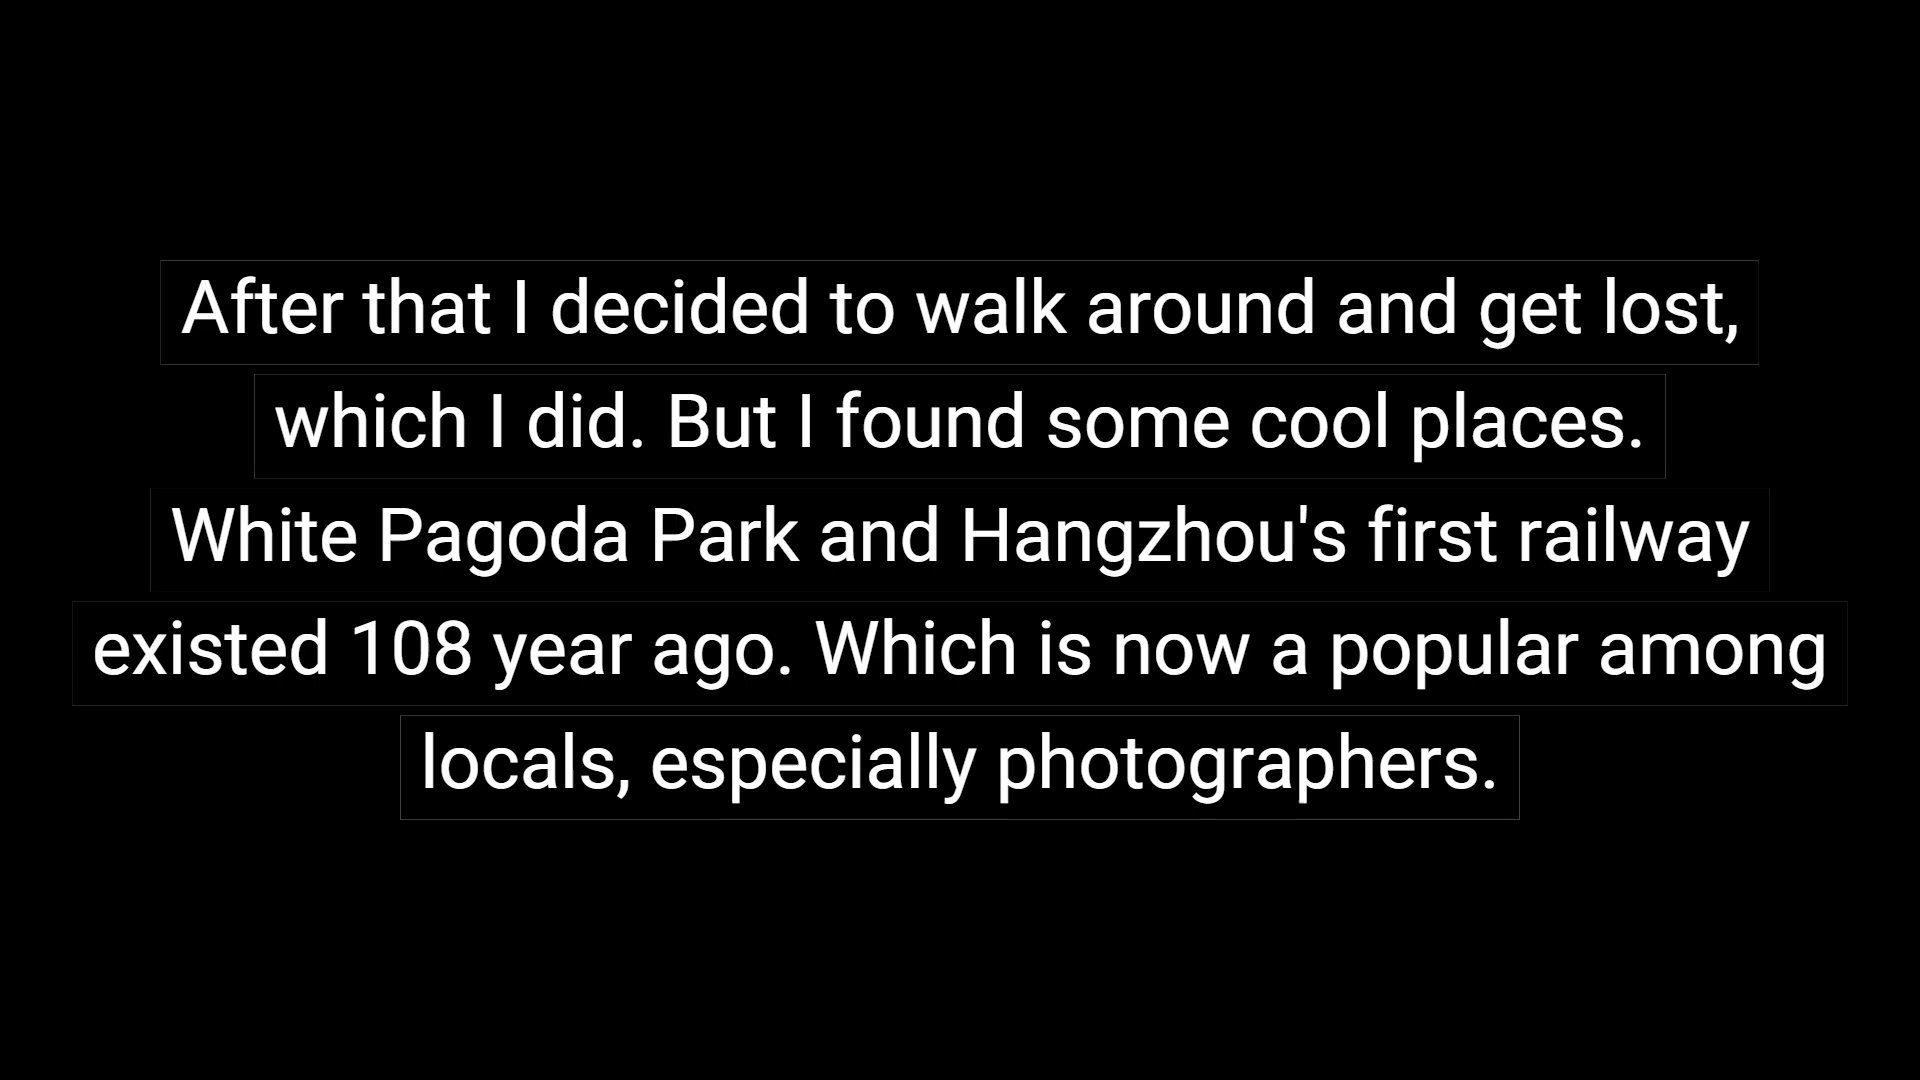 After that I decided to walk around and get lost,
which I did. But I found some cool places.
White Pagoda Park and Hangzhou's first railway
existed 108 year ago. Which is now a popular among
locals, especially photographers.